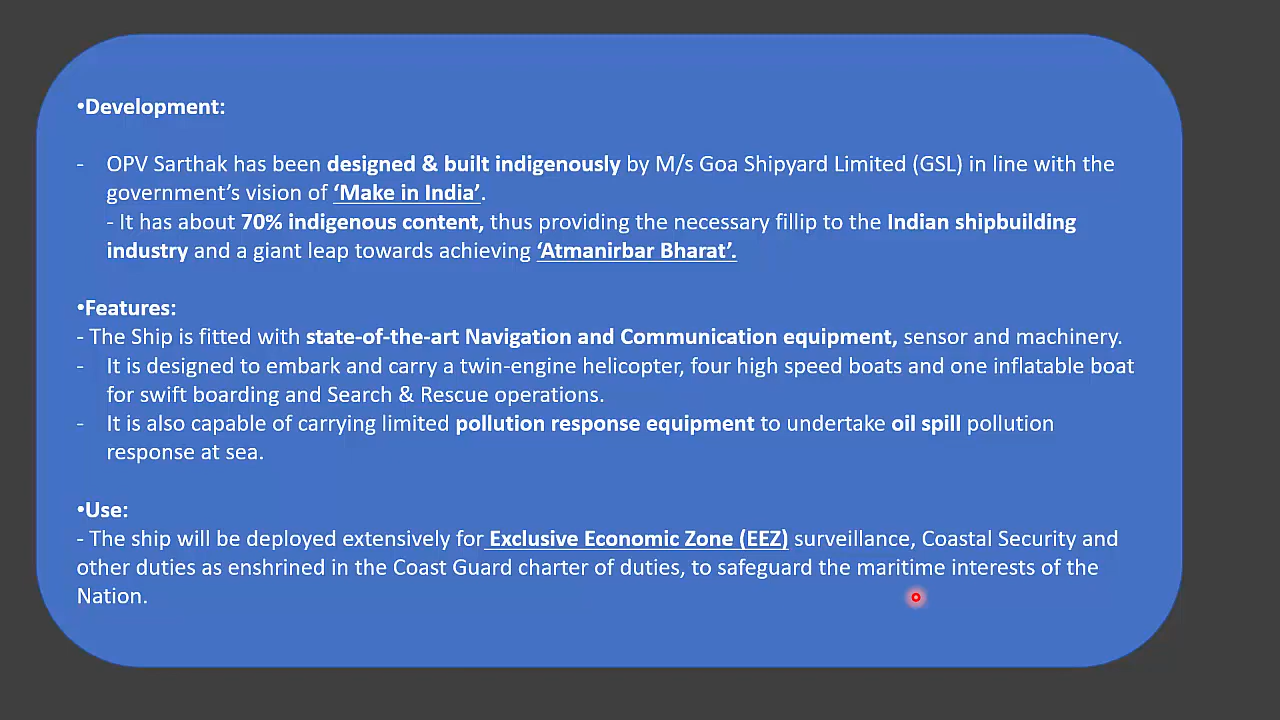 •Development:
- OPV Sarthak has been designed & built indigenously by M/s Goa Shipyard Limited (GSL) in line with the
government’s vision of ‘Make in India’.
- It has about 70% indigenous content, thus providing the necessary fillip to the Indian shipbuilding
industry and a giant leap towards achieving ‘Atmanirbar Bharat’.
•Features:
- The Ship is fitted with state-of-the-art Navigation and Communication equipment, sensor and machinery.
- It is designed to embark and carry a twin-engine helicopter, four high speed boats and one inflatable boat
for swift boarding and Search & Rescue operations.
- It is also capable of carrying limited pollution response equipment to undertake oil spill pollution
response at sea.
•Use:
- The ship will be deployed extensively for Exclusive Economic Zone (EEZ) surveillance, Coastal Security and
other duties as enshrined in the Coast Guard charter of duties, to safeguard the maritime interests of the
Nation.